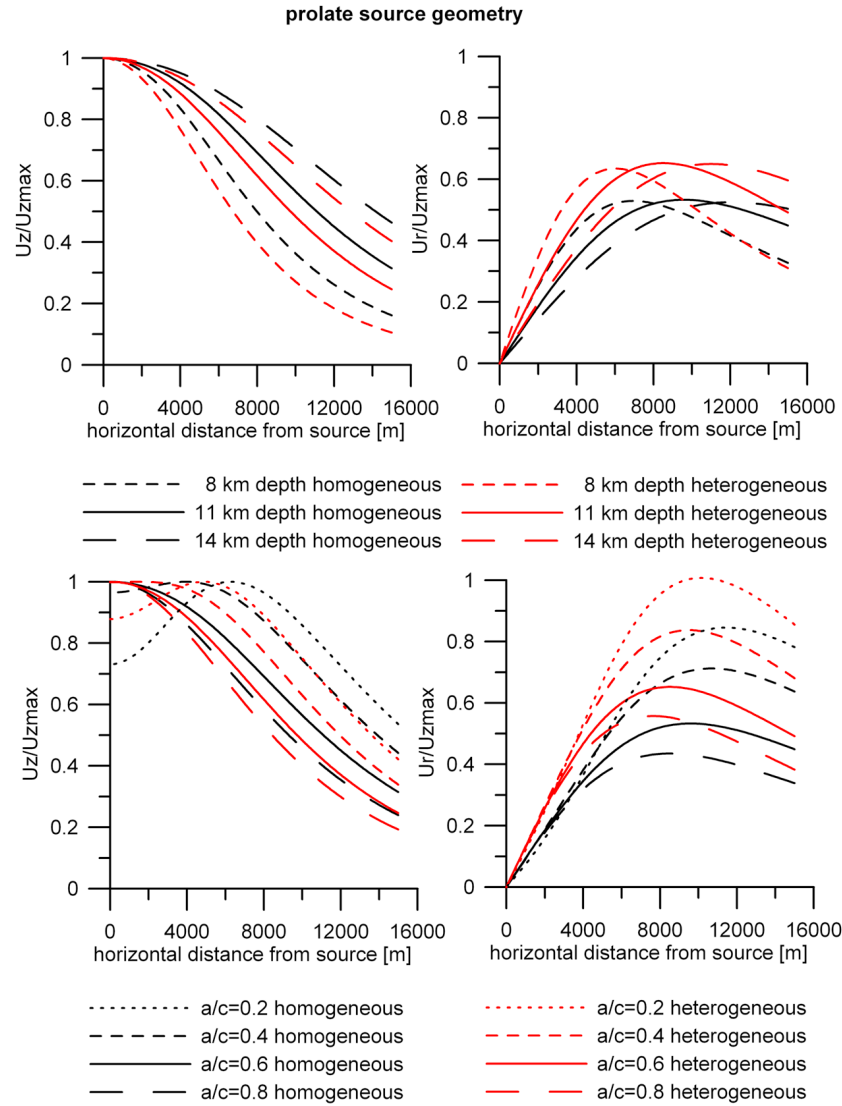 prolate source geometry
Uz/Uzmax
1
0.8
0.6
0.4
0.2
0
0 4000 8000 12000 16000
horizontal distance from source [m]
Ur/Uzmax
1
0.8
0.6
0.4
0.2
0
0 4000 8000 12000 16000
horizontal distance from source [m]
8 km depth homogeneous
11 km depth homogeneous
14 km depth homogeneous
8 km depth heterogeneous
11 km depth heterogeneous
14 km depth heterogeneous
Uz/Uzmax
1
0.8
0.6
0.4
0.2
0
0 4000 8000 12000 16000
horizontal distance from source [m]
Ur/Uzmax
1
0.8
0.6
0.4
0.2
0
0 4000 8000 12000 16000
horizontal distance from source [m]
a/c=0.2 homogeneous
a/c=0.4 homogeneous
a/c=0.6 homogeneous
a/c=0.8 homogeneous
a/c=0.2 heterogeneous
a/c=0.4 heterogeneous
a/c=0.6 heterogeneous
a/c=0.8 heterogeneous